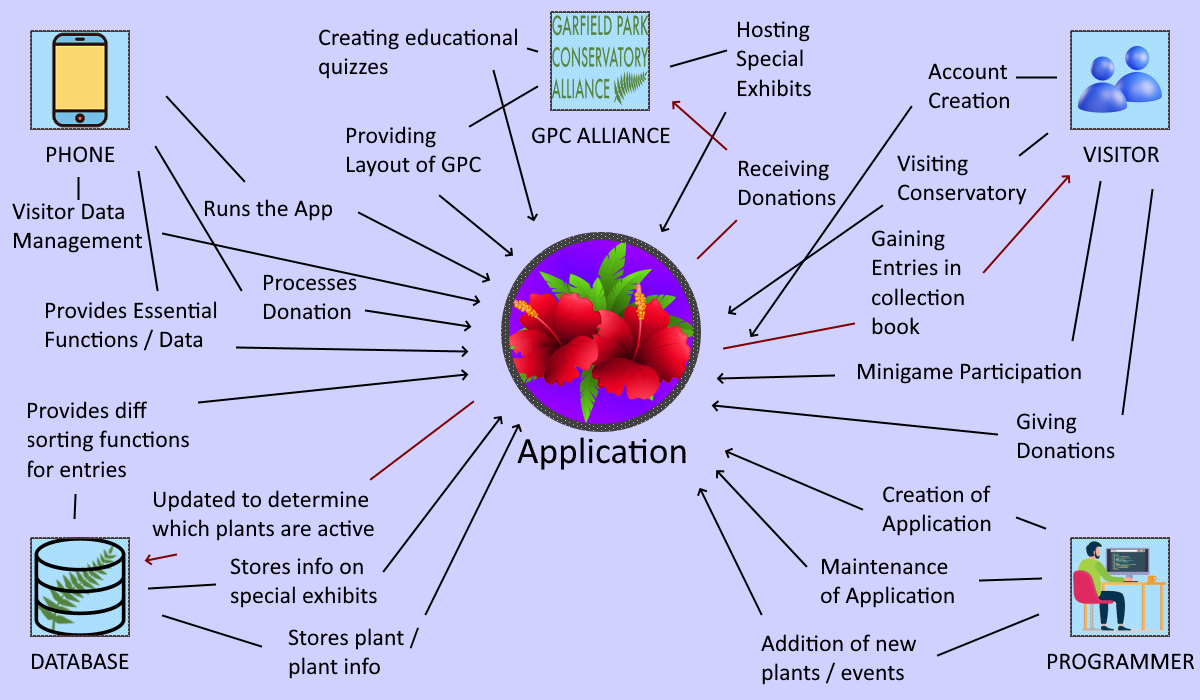 GARFIELD PARK
CONSERVATORY
ALLIANCE
GPC ALLIANCE
PHONE
VISITOR
Creating educational
quizzes
Hosting
Special
Exhibits
Account
Creation
Providing
Layout of GPC
Receiving
Donations
Visiting
Conservatory
Visitor Data
Management
Runs the App
Gaining
Entries in
collection
book
Processes
Donation
Provides Essential
Functions / Data
Minigame Participation
Provides diff
sorting functions
for entries
Giving
Donations
Application
Updated to determine
which plants are active
Creation of
Application
Stores info on
special exhibits
Maintenance
of Application
Stores plant /
plant info
Addition of new
plants / events
DATABASE
PROGRAMMER